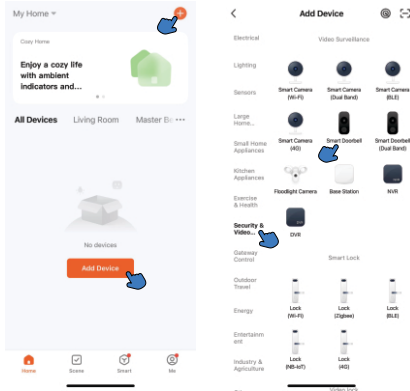 My Home
Cozy Home
Enjoy a cozy life
with ambient
indicators and...
All Devices Living Room Master Be
No devices
Add Device
Home Scene Smart Me
Add Device
Electrical
Lighting
Sensors
Large
Home...
Small Home
Appliances
Kitchen
Appliances
Exercise
& Health
Security &
Video...
Gateway
Control
Outdoor
Travel
Energy
Entertainm
ent
Industry &
Agriculture
Video Surveillance
Smart Camera
(Wi-Fi)
Smart Camera
(Dual Band)
Smart Camera
(BLE)
Smart Camera
(4G)
Smart Doorbell
Smart Doorbell
(Dual Band)
Floodlight Camera
Base Station
NVR
DVR
Smart Lock
Lock
(Wi-Fi)
Lock
(Zigbee)
Lock
(BLE)
Lock
(NB-IoT)
Lock
(4G)
Video lock